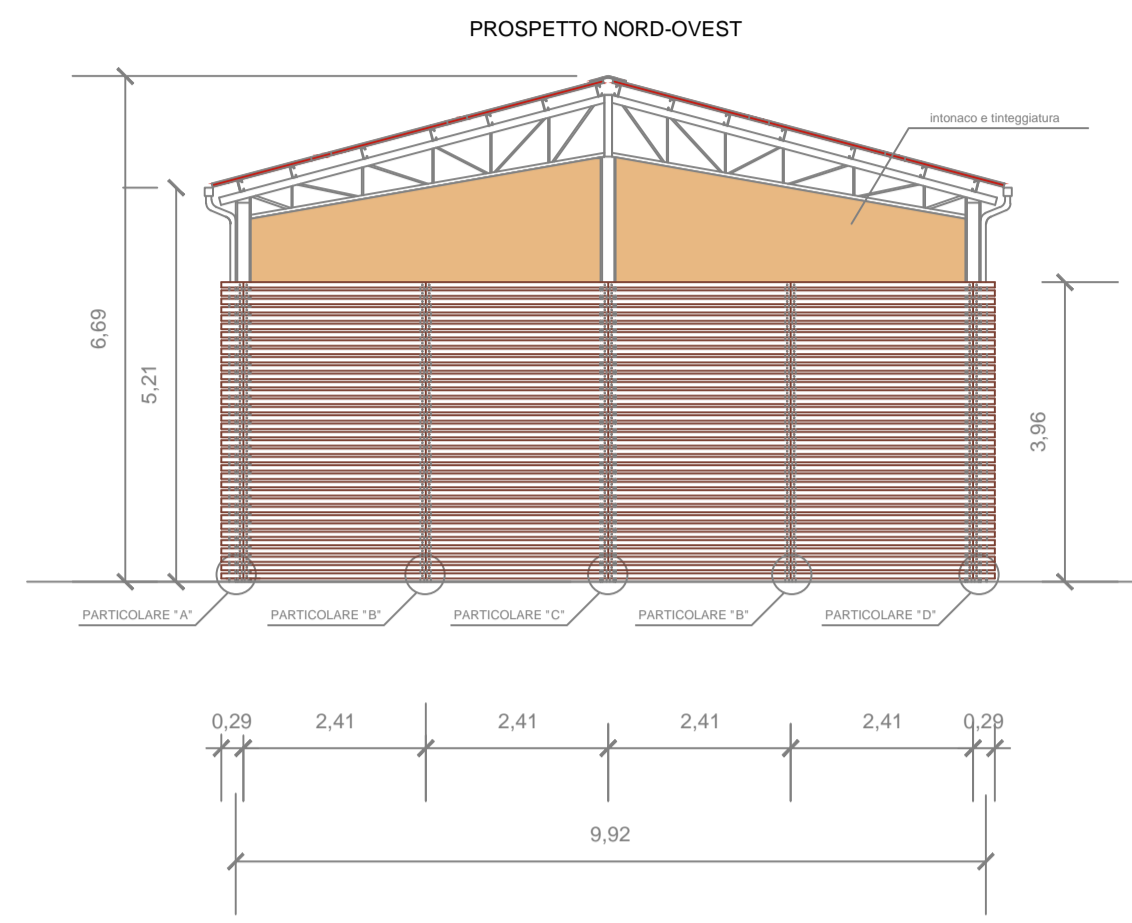 PROSPETTO NORD-OVEST
intonaco e tinteggiatura
6,69
5,21
3,96
PARTICOLARE "A"
PARTICOLARE "B"
PARTICOLARE "C"
PARTICOLARE "B"
PARTICOLARE "D"
0,29
2,41
2,41
2,41
2,41
0,29
9,92